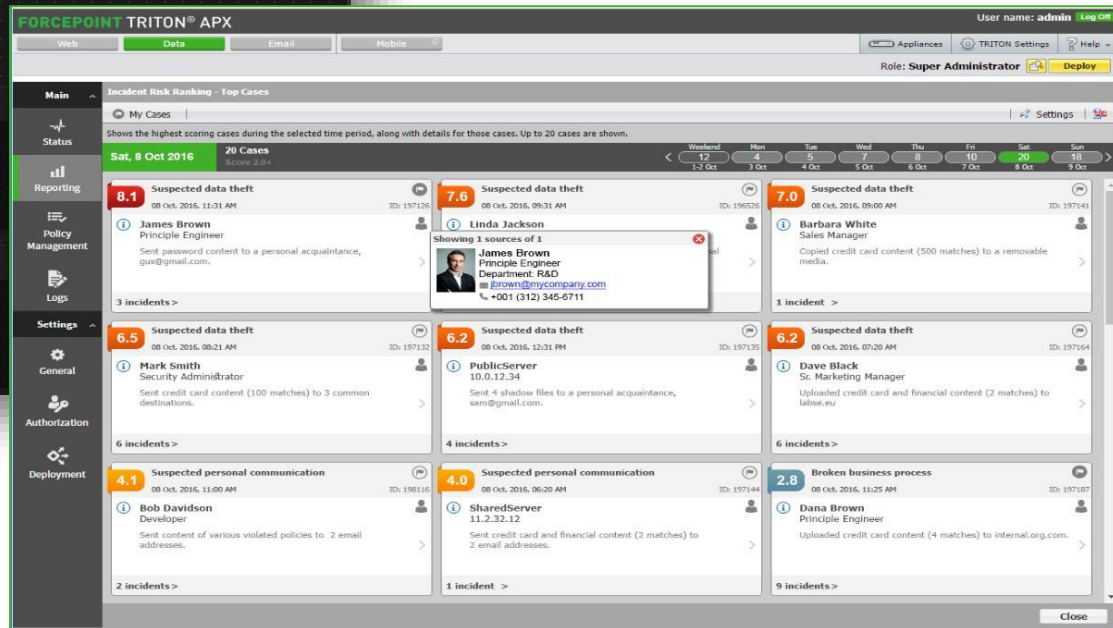 FORCEPOINT TRITON® APX
User name: admin Log Off
Web Data Email Mobile
Appliances TRITON Settings Help
Role: Super Administrator Deploy
Main
Status
Reporting
Policy
Management
Logs
Settings
General
Authorization
Deployment
Incident Risk Ranking - Top Cases
My Cases
Settings
Shows the highest scoring cases during the selected time period, along with details for those cases. Up to 20 cases are shown.
Sat, 8 Oct 2016
20 Cases
Score 2.0+
Weekend Mon Tue Wed Thu Fri Sat Sun
12 4 5 7 8 10 20 18
1-2 Oct 3 Oct 4 Oct 5 Oct 6 Oct 7 Oct 8 Oct 9 Oct
8.1
Suspected data theft
08 Oct, 2016, 11:31 AM
ID: 197126
James Brown
Principle Engineer
Sent password content to a personal acquaintance,
gus@gmail.com.
3 incidents >
7.6
Suspected data theft
08 Oct, 2016, 09:31 AM
ID: 196526
Linda Jackson
Showing 1 sources of 1
James Brown
Principle Engineer
Department: R&D
jbrown@mycompany.com
+001 (312) 345-6711
7.0
Suspected data theft
08 Oct, 2016, 09:00 AM
ID: 197141
Barbara White
Sales Manager
Copied credit card content (500 matches) to a removable
media.
1 incident >
6.5
Suspected data theft
08 Oct, 2016, 08:21 AM
ID: 197132
Mark Smith
Security Administrator
Sent credit card content (100 matches) to 3 common
destinations.
6 incidents >
6.2
Suspected data theft
08 Oct, 2016, 12:31 PM
ID: 197135
PublicServer
10.0.12.34
Sent 4 shadow files to a personal acquaintance,
sam@gmail.com.
4 incidents >
6.2
Suspected data theft
08 Oct, 2016, 07:20 AM
ID: 197164
Dave Black
Sr. Marketing Manager
Uploaded credit card and financial content (2 matches) to
labse.eu
6 incidents >
4.1
Suspected personal communication
08 Oct, 2016, 11:00 AM
ID: 198116
Bob Davidson
Developer
Sent content of various violated policies to 2 email
addresses.
2 incidents >
4.0
Suspected personal communication
08 Oct, 2016, 06:20 AM
ID: 197144
SharedServer
11.2.32.12
Sent credit card and financial content (2 matches) to
2 email addresses.
1 incident >
2.8
Broken business process
08 Oct, 2016, 11:25 AM
ID: 197187
Dana Brown
Principle Engineer
Uploaded credit card content (4 matches) to internal.org.com.
9 incidents >
Close